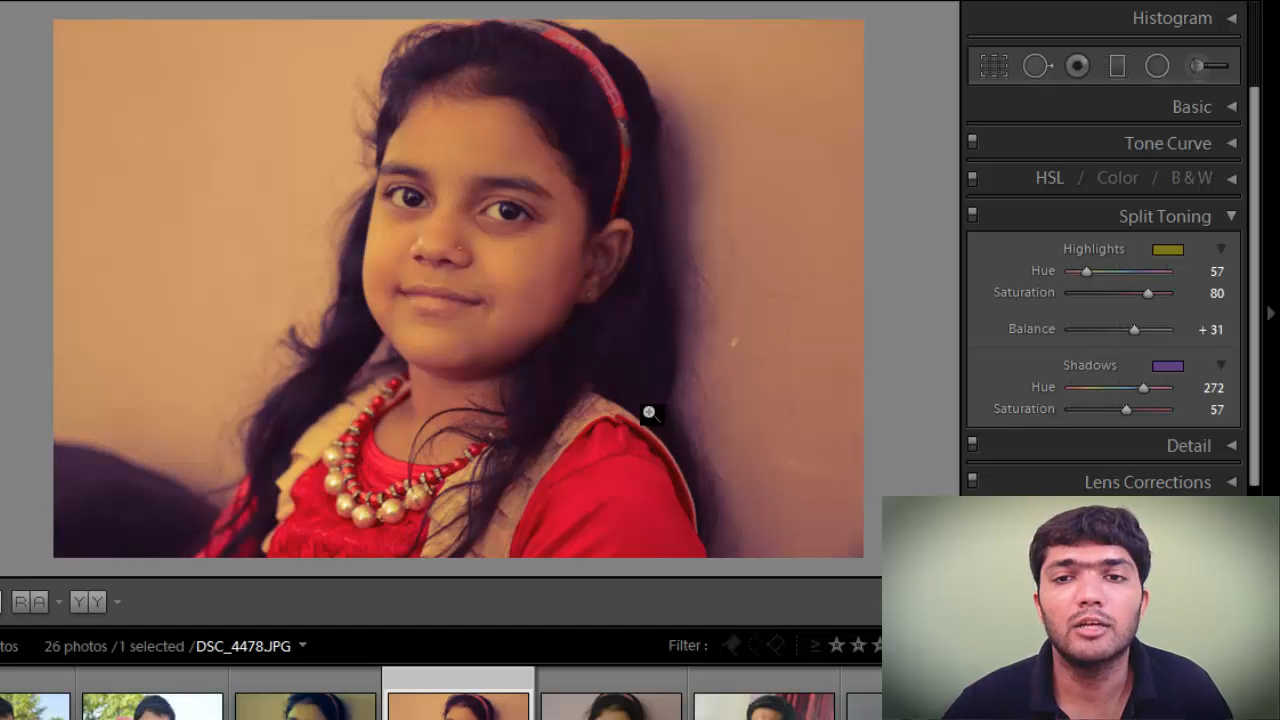 Histogram
Basic
Tone Curve
HSL / Color / B & W
Split Toning
Highlights
Hue 57
Saturation 80
Balance + 31
Shadows
Hue 272
Saturation 57
Detail
Lens Corrections
R A Y Y
tos 26 photos / 1 selected / DSC_4478.JPG Filter :